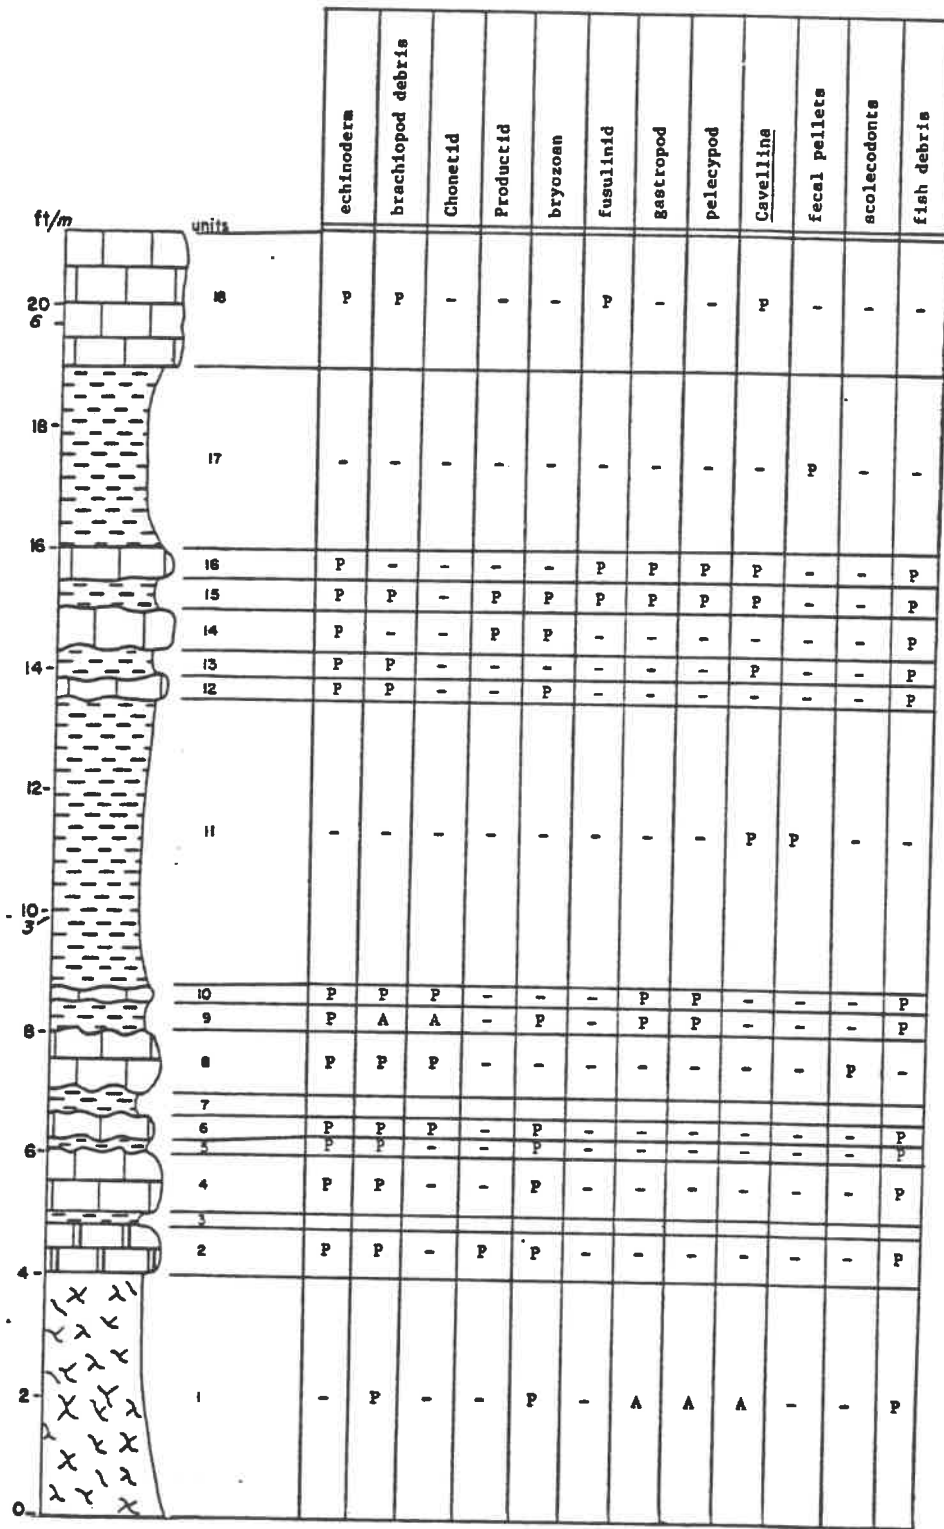 echinoderm brachiopod debris Chonetid Productid bryozoan fusulinid gastropod pelecypod Cavellina fecal pellets scolecodonts fish debris
ft/m
units
18 P P - - - P - - P - - -
20
6
18
17 - - - - - - - - - P - -
16
16 P - - - - P P P P - - P
15 P P - P P P P P P - - P
14 P - - P P - - - - - - P
14
13 P P - - - - - - P - - P
12 P P - - P - - - - - - P
12
11 - - - - - - - - P P - -
10
3
10 P P P - - - P P - - - P
9 P A A - P - P P - - - P
8
8 P P P - - - - - - - P -
7
6 P P P - P - - - - - - P
5 P P - - P - - - - - - P
6
4 P P - - P - - - - - - P
3
2 P P - P P - - - - - - P
4
2
1 - P - - P - A A A - - P
0